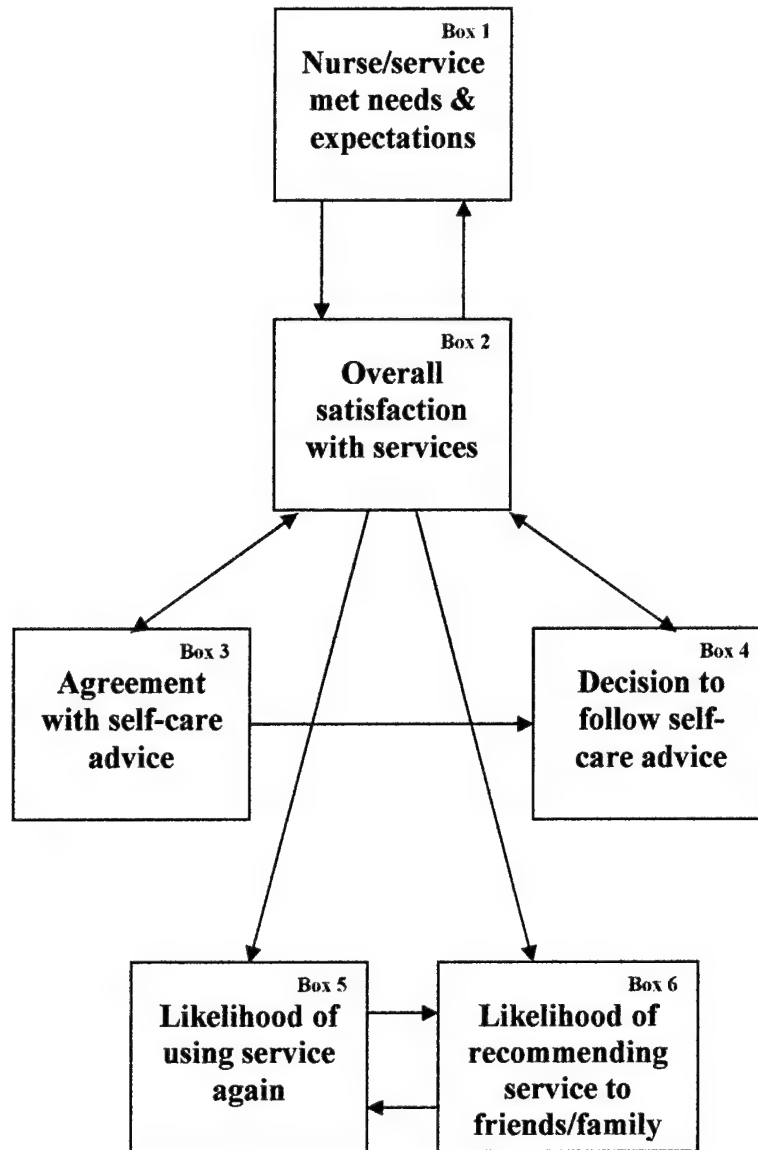 Box 1
Nurse/service
met needs &
expectations
Box 2
Overall
satisfaction
with services
Box 3
Agreement
with self-care
advice
Box 4
Decision to
follow self-
care advice
Box 5
Likelihood of
using service
again
Box 6
Likelihood of
recommending
service to
friends/family